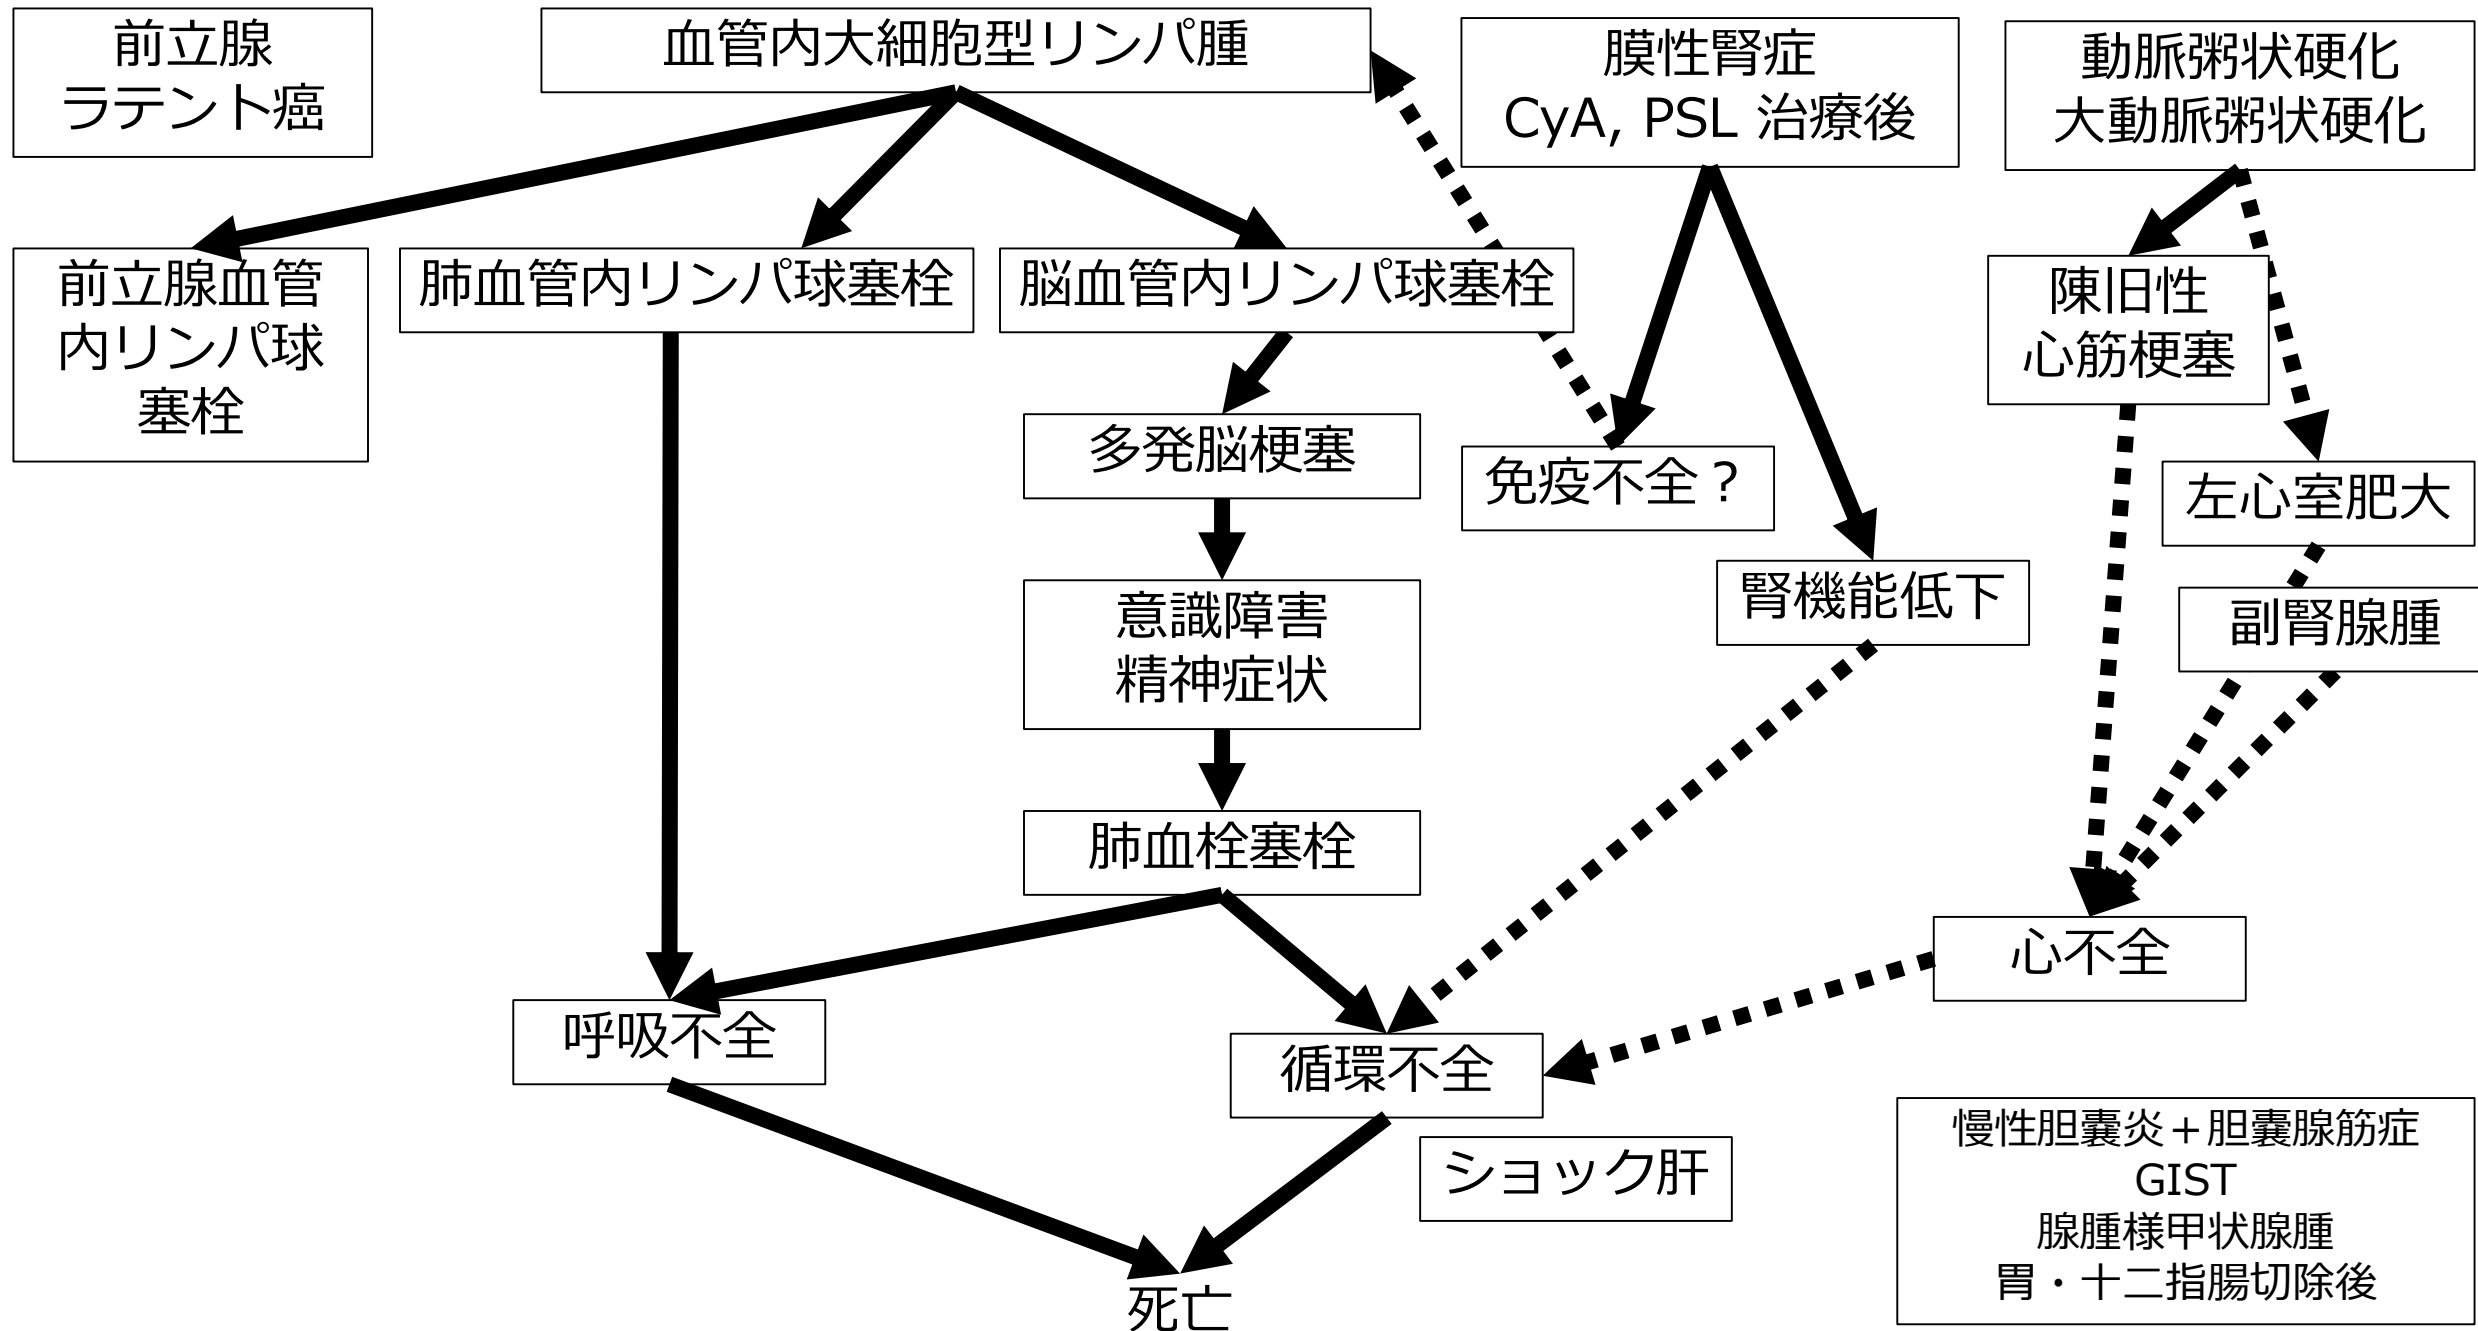 前立腺
ラテント癌
血管内大細胞型リンパ腫
膜性腎症
CyA, PSL 治療後
動脈粥状硬化
大動脈粥状硬化
前立腺血管
内リンパ球
塞栓
肺血管内リンパ球塞栓
脳血管内リンパ球塞栓
陳旧性
心筋梗塞
多発脳梗塞
免疫不全？
左心室肥大
意識障害
精神症状
腎機能低下
副腎腺腫
肺血栓塞栓
心不全
呼吸不全
循環不全
ショック肝
慢性胆嚢炎＋胆嚢腺筋症
GIST
腺腫様甲状腺腫
胃・十二指腸切除後
死亡